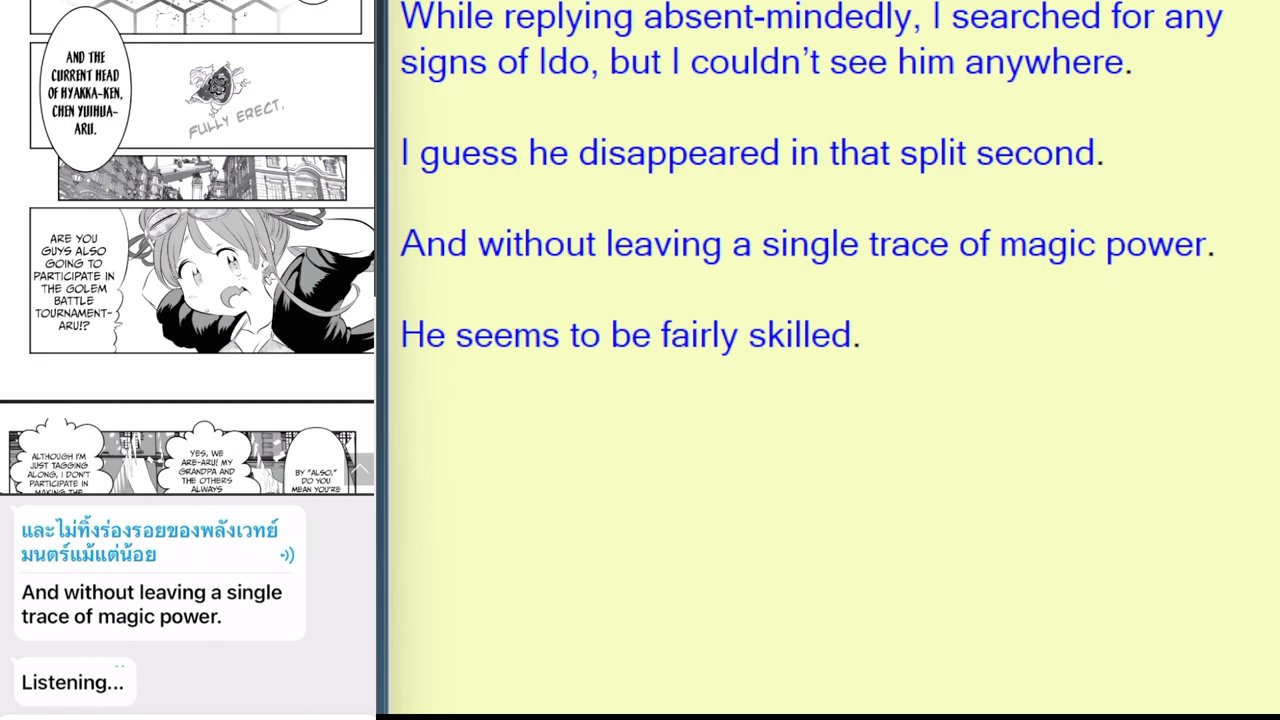 AND THE
CURRENT HEAD
OF HYAKKA-KEN,
CHEN YUIHUA-
ARU.
FULLY ERECT.
ARE YOU
GUYS ALSO
GOING TO
PARTICIPATE IN
THE GOLEM
BATTLE
TOURNAMENT-
ARU!?
ALTHOUGH I'M
JUST TAGGING
ALONG, I DON'T
PARTICIPATE IN
MAKING THE
YES, WE
ARE-ARU! MY
GRANDPA AND
THE OTHERS
ALWAYS
BY "ALSO,"
DO YOU
MEAN YOU'RE
และไม่ทิ้งร่องรอยของพลังเวทย์
มนตร์แม้แต่น้อย
And without leaving a single
trace of magic power.
Listening...
While replying absent-mindedly, I searched for any
signs of Ido, but I couldn’t see him anywhere.
I guess he disappeared in that split second.
And without leaving a single trace of magic power.
He seems to be fairly skilled.